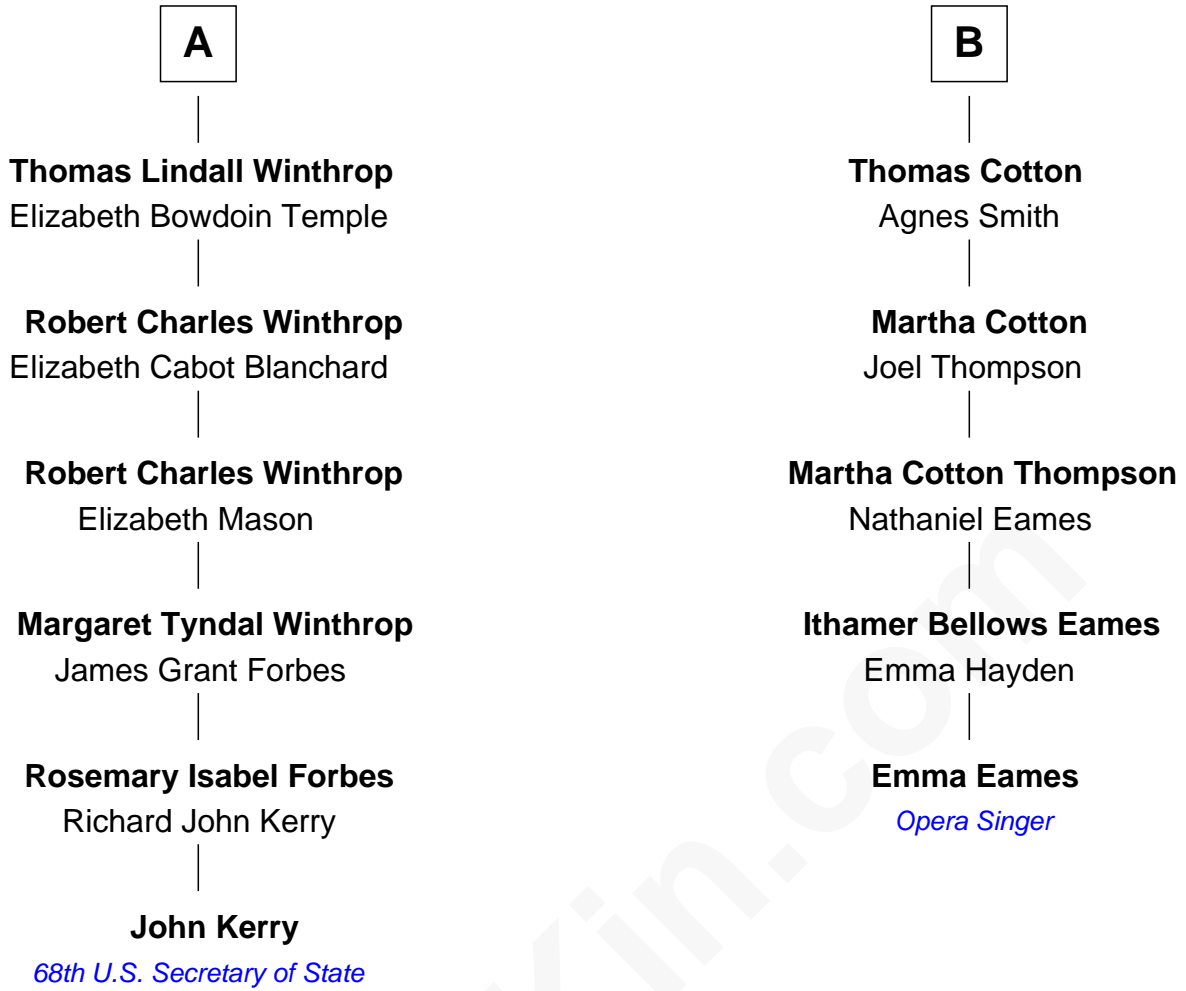 A
Thomas Lindall Winthrop
Elizabeth Bowdoin Temple
Robert Charles Winthrop
Elizabeth Cabot Blanchard
Robert Charles Winthrop
Elizabeth Mason
Margaret Tyndal Winthrop
James Grant Forbes
Rosemary Isabel Forbes
Richard John Kerry
John Kerry
68th U.S. Secretary of State
B
Thomas Cotton
Agnes Smith
Martha Cotton
Joel Thompson
Martha Cotton Thompson
Nathaniel Eames
Ithamer Bellows Eames
Emma Hayden
Emma Eames
Opera Singer